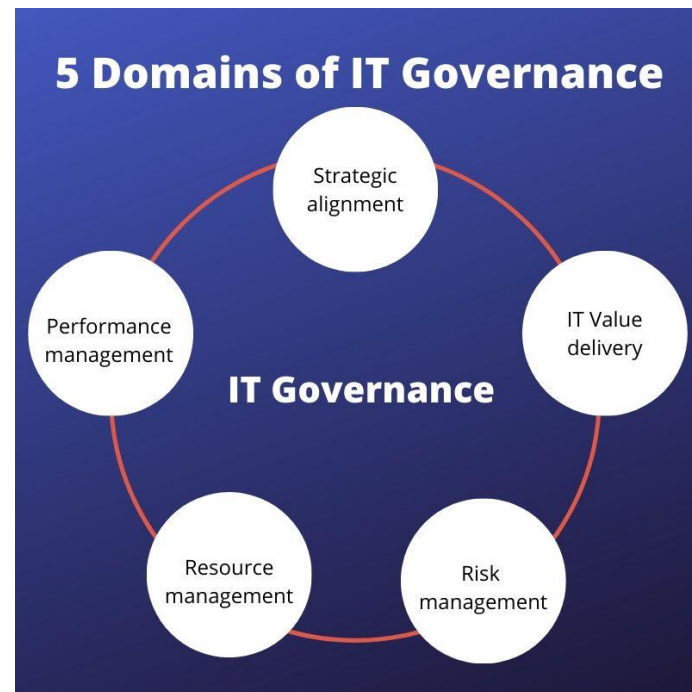 5 Domains of IT Governance
Strategic
alignment
IT Value
delivery
Performance
management
IT Governance
Resource
management
Risk
management